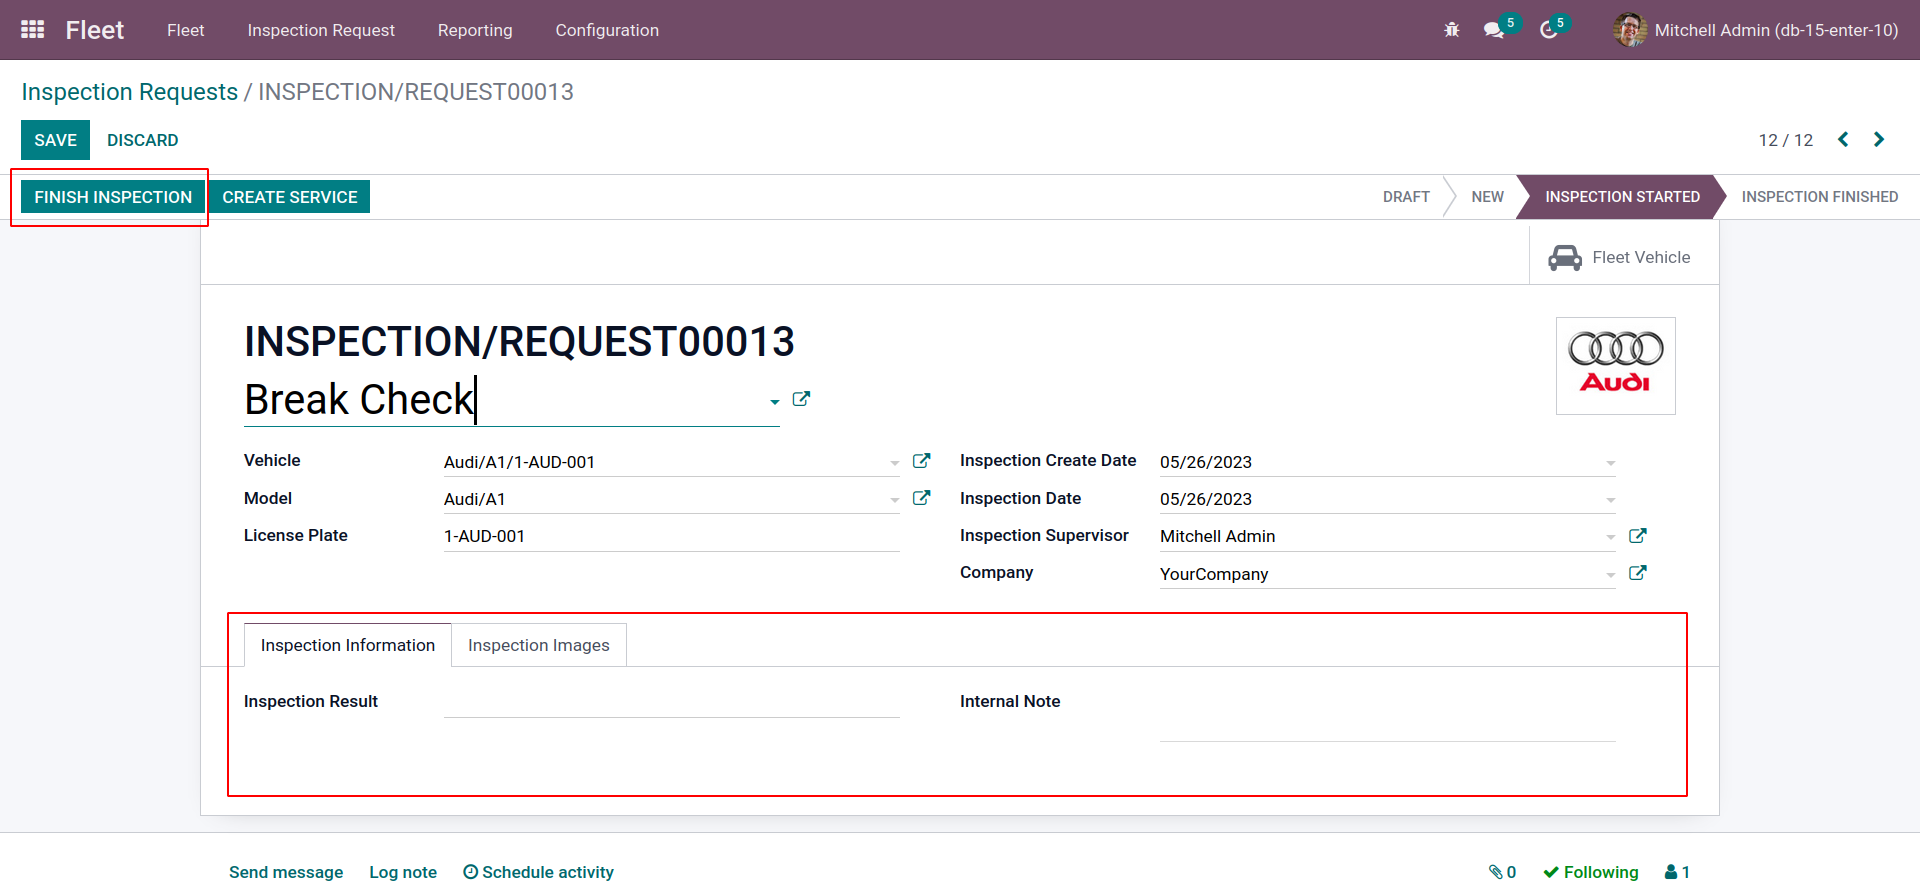 Fleet Fleet Inspection Request Reporting Configuration 5 5 Mitchell Admin (db-15-enter-10)
Inspection Requests / INSPECTION/REQUEST00013
SAVE DISCARD 12 / 12
FINISH INSPECTION CREATE SERVICE DRAFT NEW INSPECTION STARTED INSPECTION FINISHED
Fleet Vehicle
INSPECTION/REQUEST00013
Audi
Break Check
Vehicle Audi/A1/1-AUD-001 Inspection Create Date 05/26/2023
Model Audi/A1 Inspection Date 05/26/2023
License Plate 1-AUD-001 Inspection Supervisor Mitchell Admin
Company YourCompany
Inspection Information Inspection Images
Inspection Result Internal Note
Send message Log note Schedule activity 0 Following 1